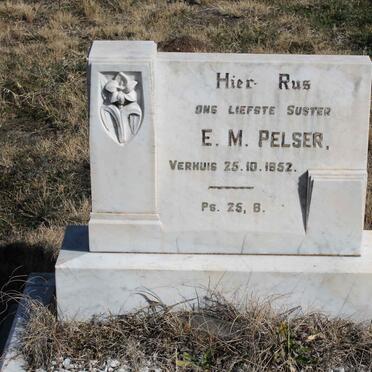 Hier Rus
ONS LIEFSTE SUSTER
E. M. PELSER,
VERHUIS 25.10.1952.
PS. 25, 8.